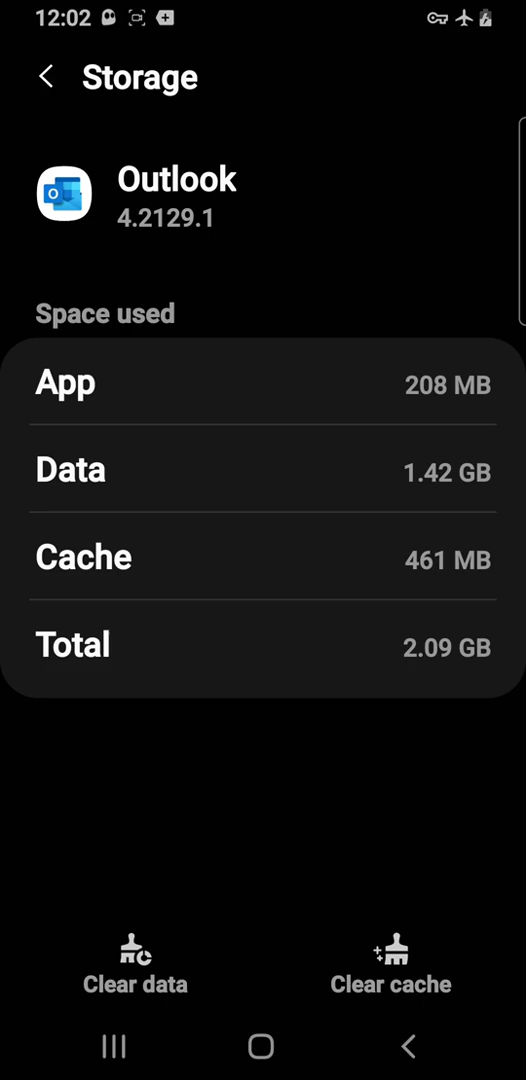 12:02
Storage
Outlook
4.2129.1
Space used
App 208 MB
Data 1.42 GB
Cache 461 MB
Total 2.09 GB
Clear data Clear cache